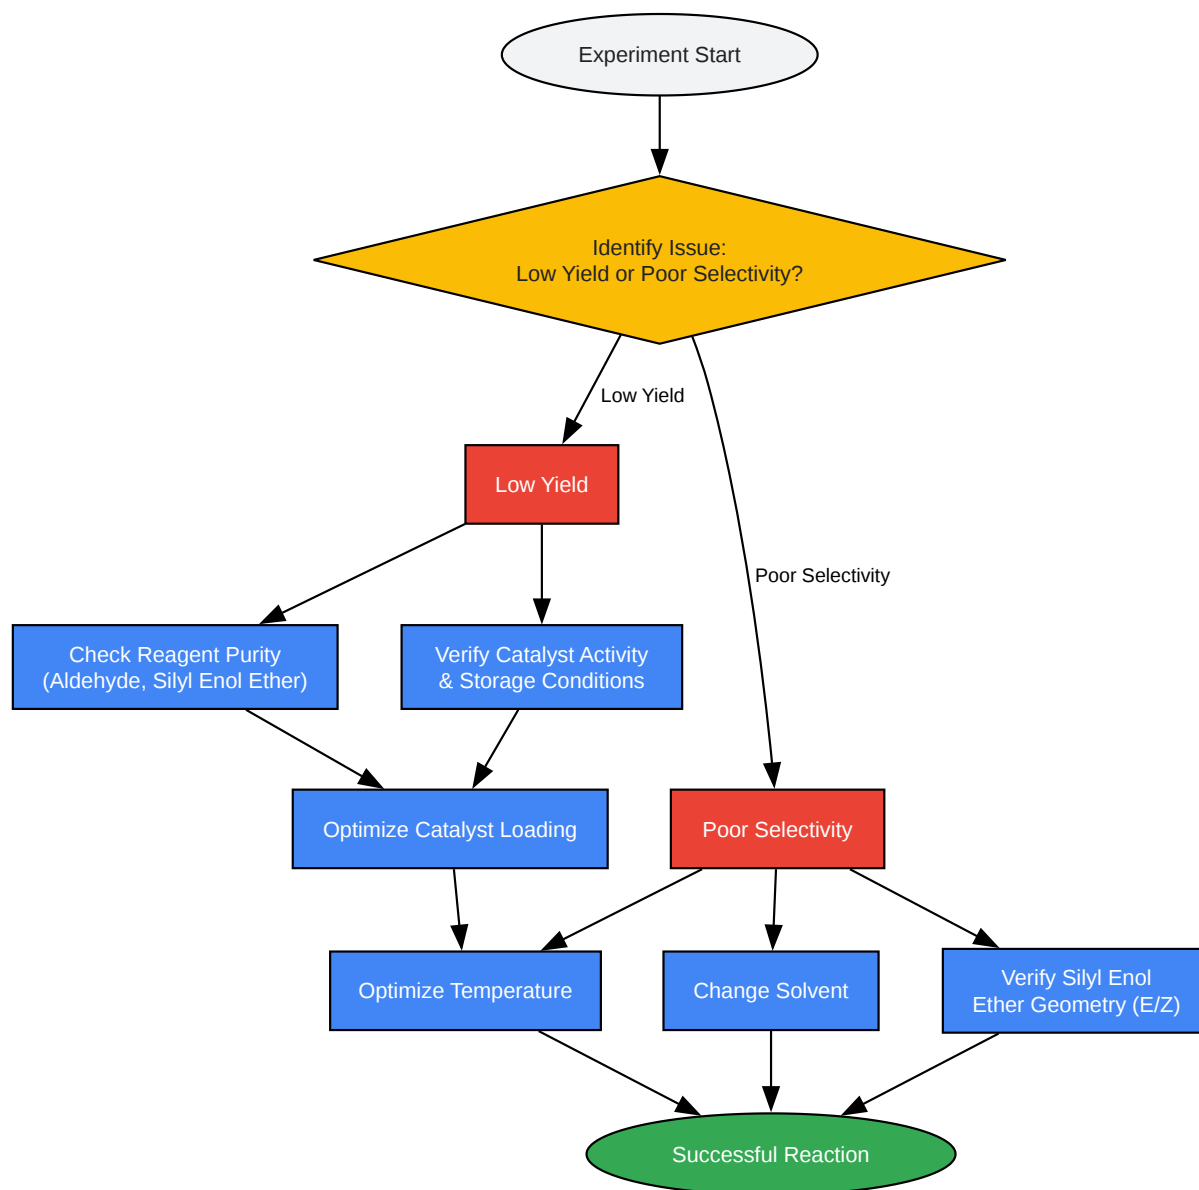 Experiment Start
Identify Issue:
Low Yield or Poor Selectivity?
Low Yield
Low Yield
Poor Selectivity
Check Reagent Purity
(Aldehyde, Silyl Enol Ether)
Verify Catalyst Activity
& Storage Conditions
Optimize Catalyst Loading
Poor Selectivity
Optimize Temperature
Change Solvent
Verify Silyl Enol
Ether Geometry (E/Z)
Successful Reaction